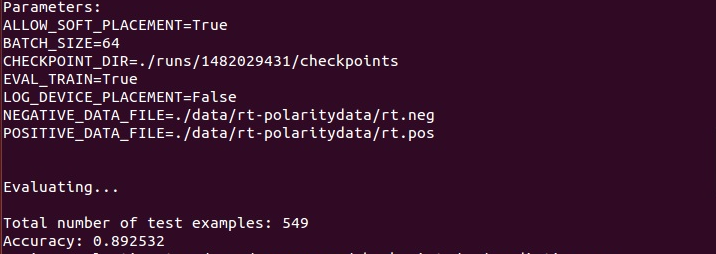 Parameters:
ALLOW_SOFT_PLACEMENT=True
BATCH_SIZE=64
CHECKPOINT_DIR=./runs/1482029431/checkpoints
EVAL_TRAIN=True
LOG_DEVICE_PLACEMENT=False
NEGATIVE_DATA_FILE=./data/rt-polaritydata/rt.neg
POSITIVE_DATA_FILE=./data/rt-polaritydata/rt.pos
Evaluating...
Total number of test examples: 549
Accuracy: 0.892532